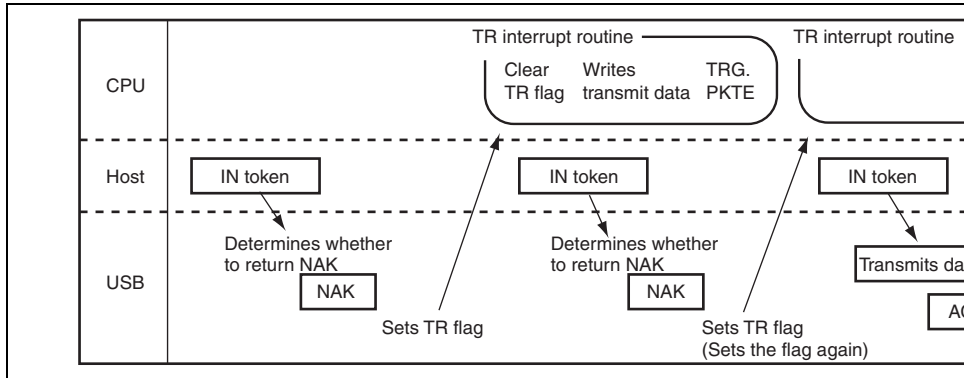 TR interrupt routine
TR interrupt routine
CPU
Clear Writes TRG.
TR flag transmit data PKTE
Host
IN token
IN token
IN token
USB
Determines whether
to return NAK
NAK
Sets TR flag
Determines whether
to return NAK
NAK
Sets TR flag
(Sets the flag again)
Transmits